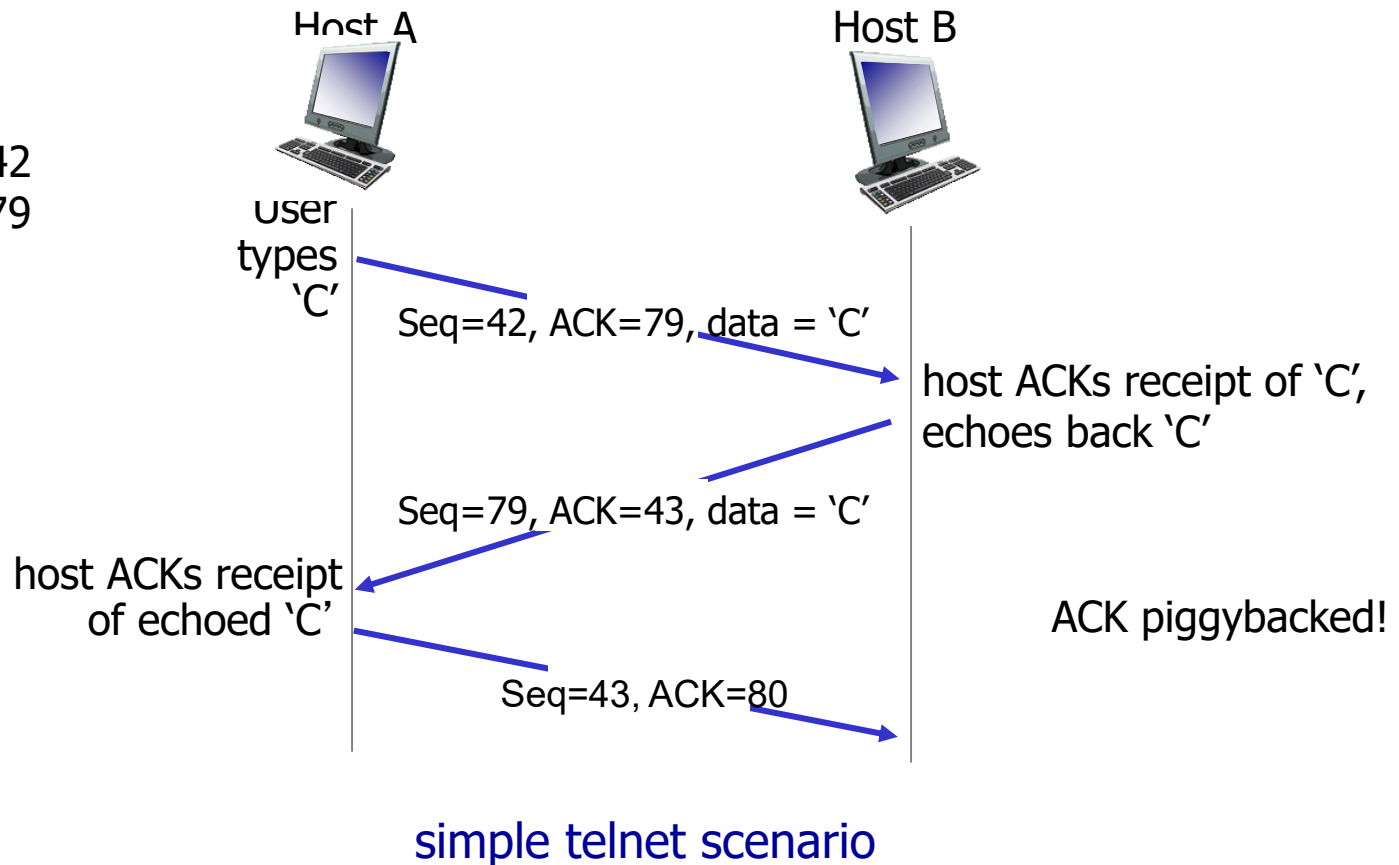 Host A
Host B
42
79
User
types
‘C’
Seq=42, ACK=79, data = ‘C’
host ACKs receipt of ‘C’,
echoes back ‘C’
Seq=79, ACK=43, data = ‘C’
host ACKs receipt
of echoed ‘C’
ACK piggybacked!
Seq=43, ACK=80
simple telnet scenario